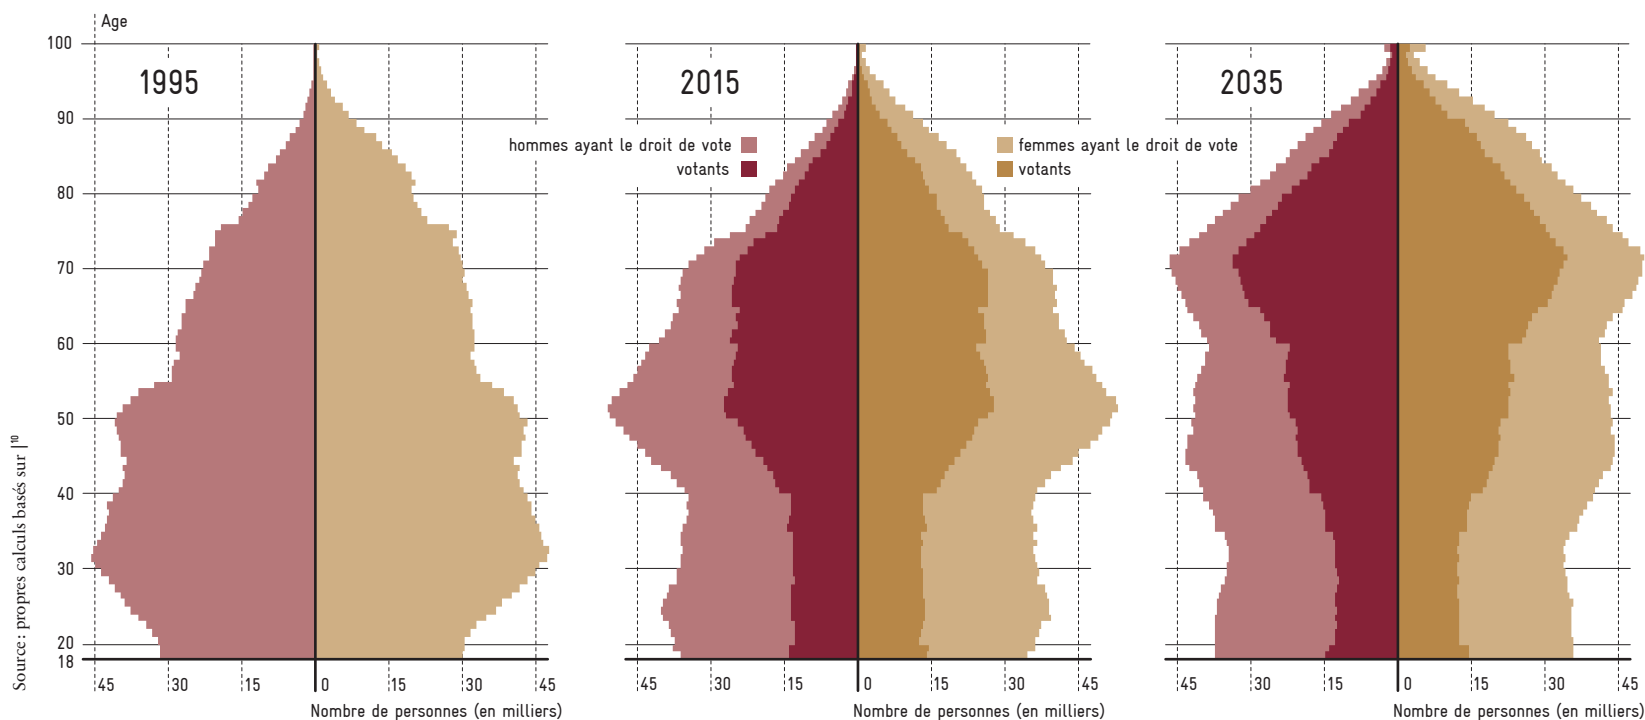 Age
100
90
80
70
60
50
40
30
20
18
1995
2015
2035
hommes ayant le droit de vote
votants
femmes ayant le droit de vote
votants
45 30 15 0 15 30 45
45 30 15 0 15 30 45
45 30 15 0 15 30 45
Nombre de personnes (en milliers)
Nombre de personnes (en milliers)
Nombre de personnes (en milliers)
Source: propres calculs basés sur |10